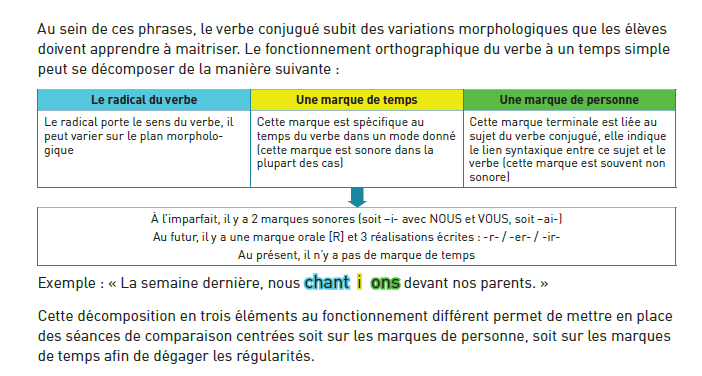 Au sein de ces phrases, le verbe conjugué subit des variations morphologiques que les élèves
doivent apprendre à maitriser. Le fonctionnement orthographique du verbe à un temps simple
peut se décomposer de la manière suivante :
Le radical du verbe
Le radical porte le sens du verbe, il
peut varier sur le plan morpholo-
gique
Une marque de temps
Cette marque est spécifique au
temps du verbe dans un mode donné
(cette marque est sonore dans la
plupart des cas)
Une marque de personne
Cette marque terminale est liée au
sujet du verbe conjugué, elle indique
le lien syntaxique entre ce sujet et le
verbe (cette marque est souvent non
sonore)
À l'imparfait, il y a 2 marques sonores (soit –i- avec NOUS et VOUS, soit –ai-)
Au futur, il y a une marque orale [R] et 3 réalisations écrites : -r- / -er- / -ir-
Au présent, il n'y a pas de marque de temps
Exemple : « La semaine dernière, nous chant i ons devant nos parents. »
Cette décomposition en trois éléments au fonctionnement différent permet de mettre en place
des séances de comparaison centrées soit sur les marques de personne, soit sur les marques
de temps afin de dégager les régularités.